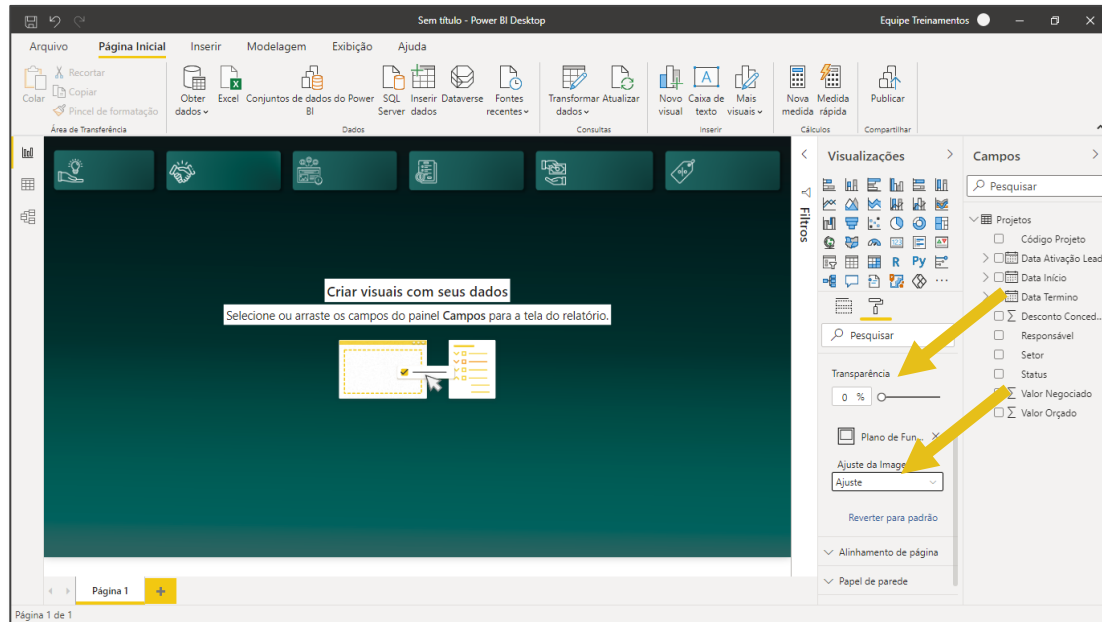 Sem título - Power BI Desktop
Equipe Treinamentos
Arquivo Página Inicial Inserir Modelagem Exibição Ajuda
Colar
Recortar
Copiar
Pincel de formatação
Área de Transferência
Obter dados
Excel
Conjuntos de dados do Power BI
SQL Server
Inserir dados
Dataverse
Fontes recentes
Dados
Transformar dados
Atualizar
Consultas
Novo visual
Caixa de texto
Mais visuais
Inserir
Nova medida
Medida rápida
Cálculos
Publicar
Compartilhar
Criar visuais com seus dados
Selecione ou arraste os campos do painel Campos para a tela do relatório.
Filtros
Visualizações
R Py
Pesquisar
Transparência
0 %
Plano de Fun...
Ajuste da Image
Ajuste
Reverter para padrão
Alinhamento de página
Papel de parede
Campos
Pesquisar
Projetos
Código Projeto
Data Ativação Lead
Data Início
Data Termino
Desconto Conced...
Responsável
Setor
Status
Valor Negociado
Valor Orçado
Página 1
Página 1 de 1